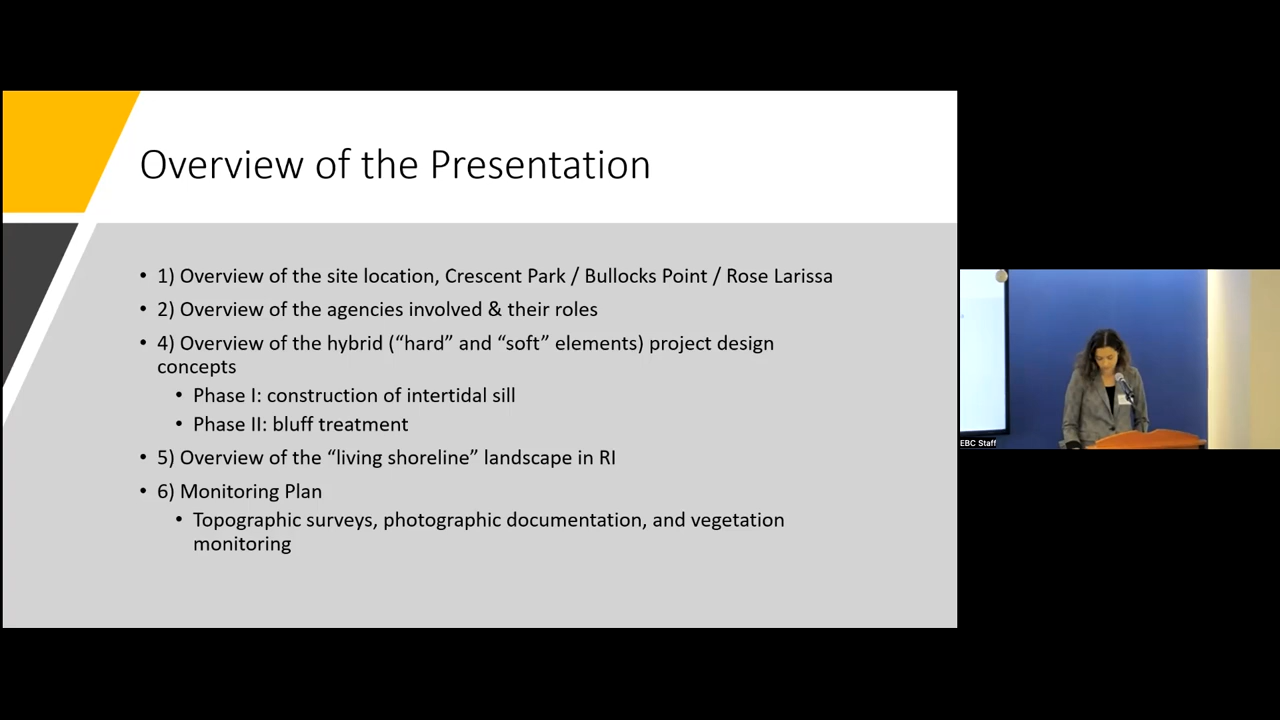 Overview of the Presentation
• 1) Overview of the site location, Crescent Park / Bullocks Point / Rose Larissa
• 2) Overview of the agencies involved & their roles
• 4) Overview of the hybrid (“hard” and “soft” elements) project design
concepts
• Phase I: construction of intertidal sill
• Phase II: bluff treatment
• 5) Overview of the “living shoreline” landscape in RI
• 6) Monitoring Plan
• Topographic surveys, photographic documentation, and vegetation
monitoring
EBC Staff